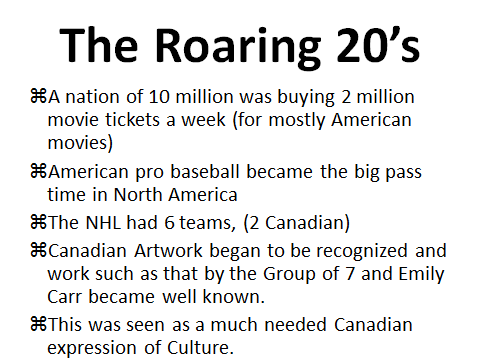 The Roaring 20’s
⌘A nation of 10 million was buying 2 million
movie tickets a week (for mostly American
movies)
⌘American pro baseball became the big pass
time in North America
⌘The NHL had 6 teams, (2 Canadian)
⌘Canadian Artwork began to be recognized and
work such as that by the Group of 7 and Emily
Carr became well known.
⌘This was seen as a much needed Canadian
expression of Culture.